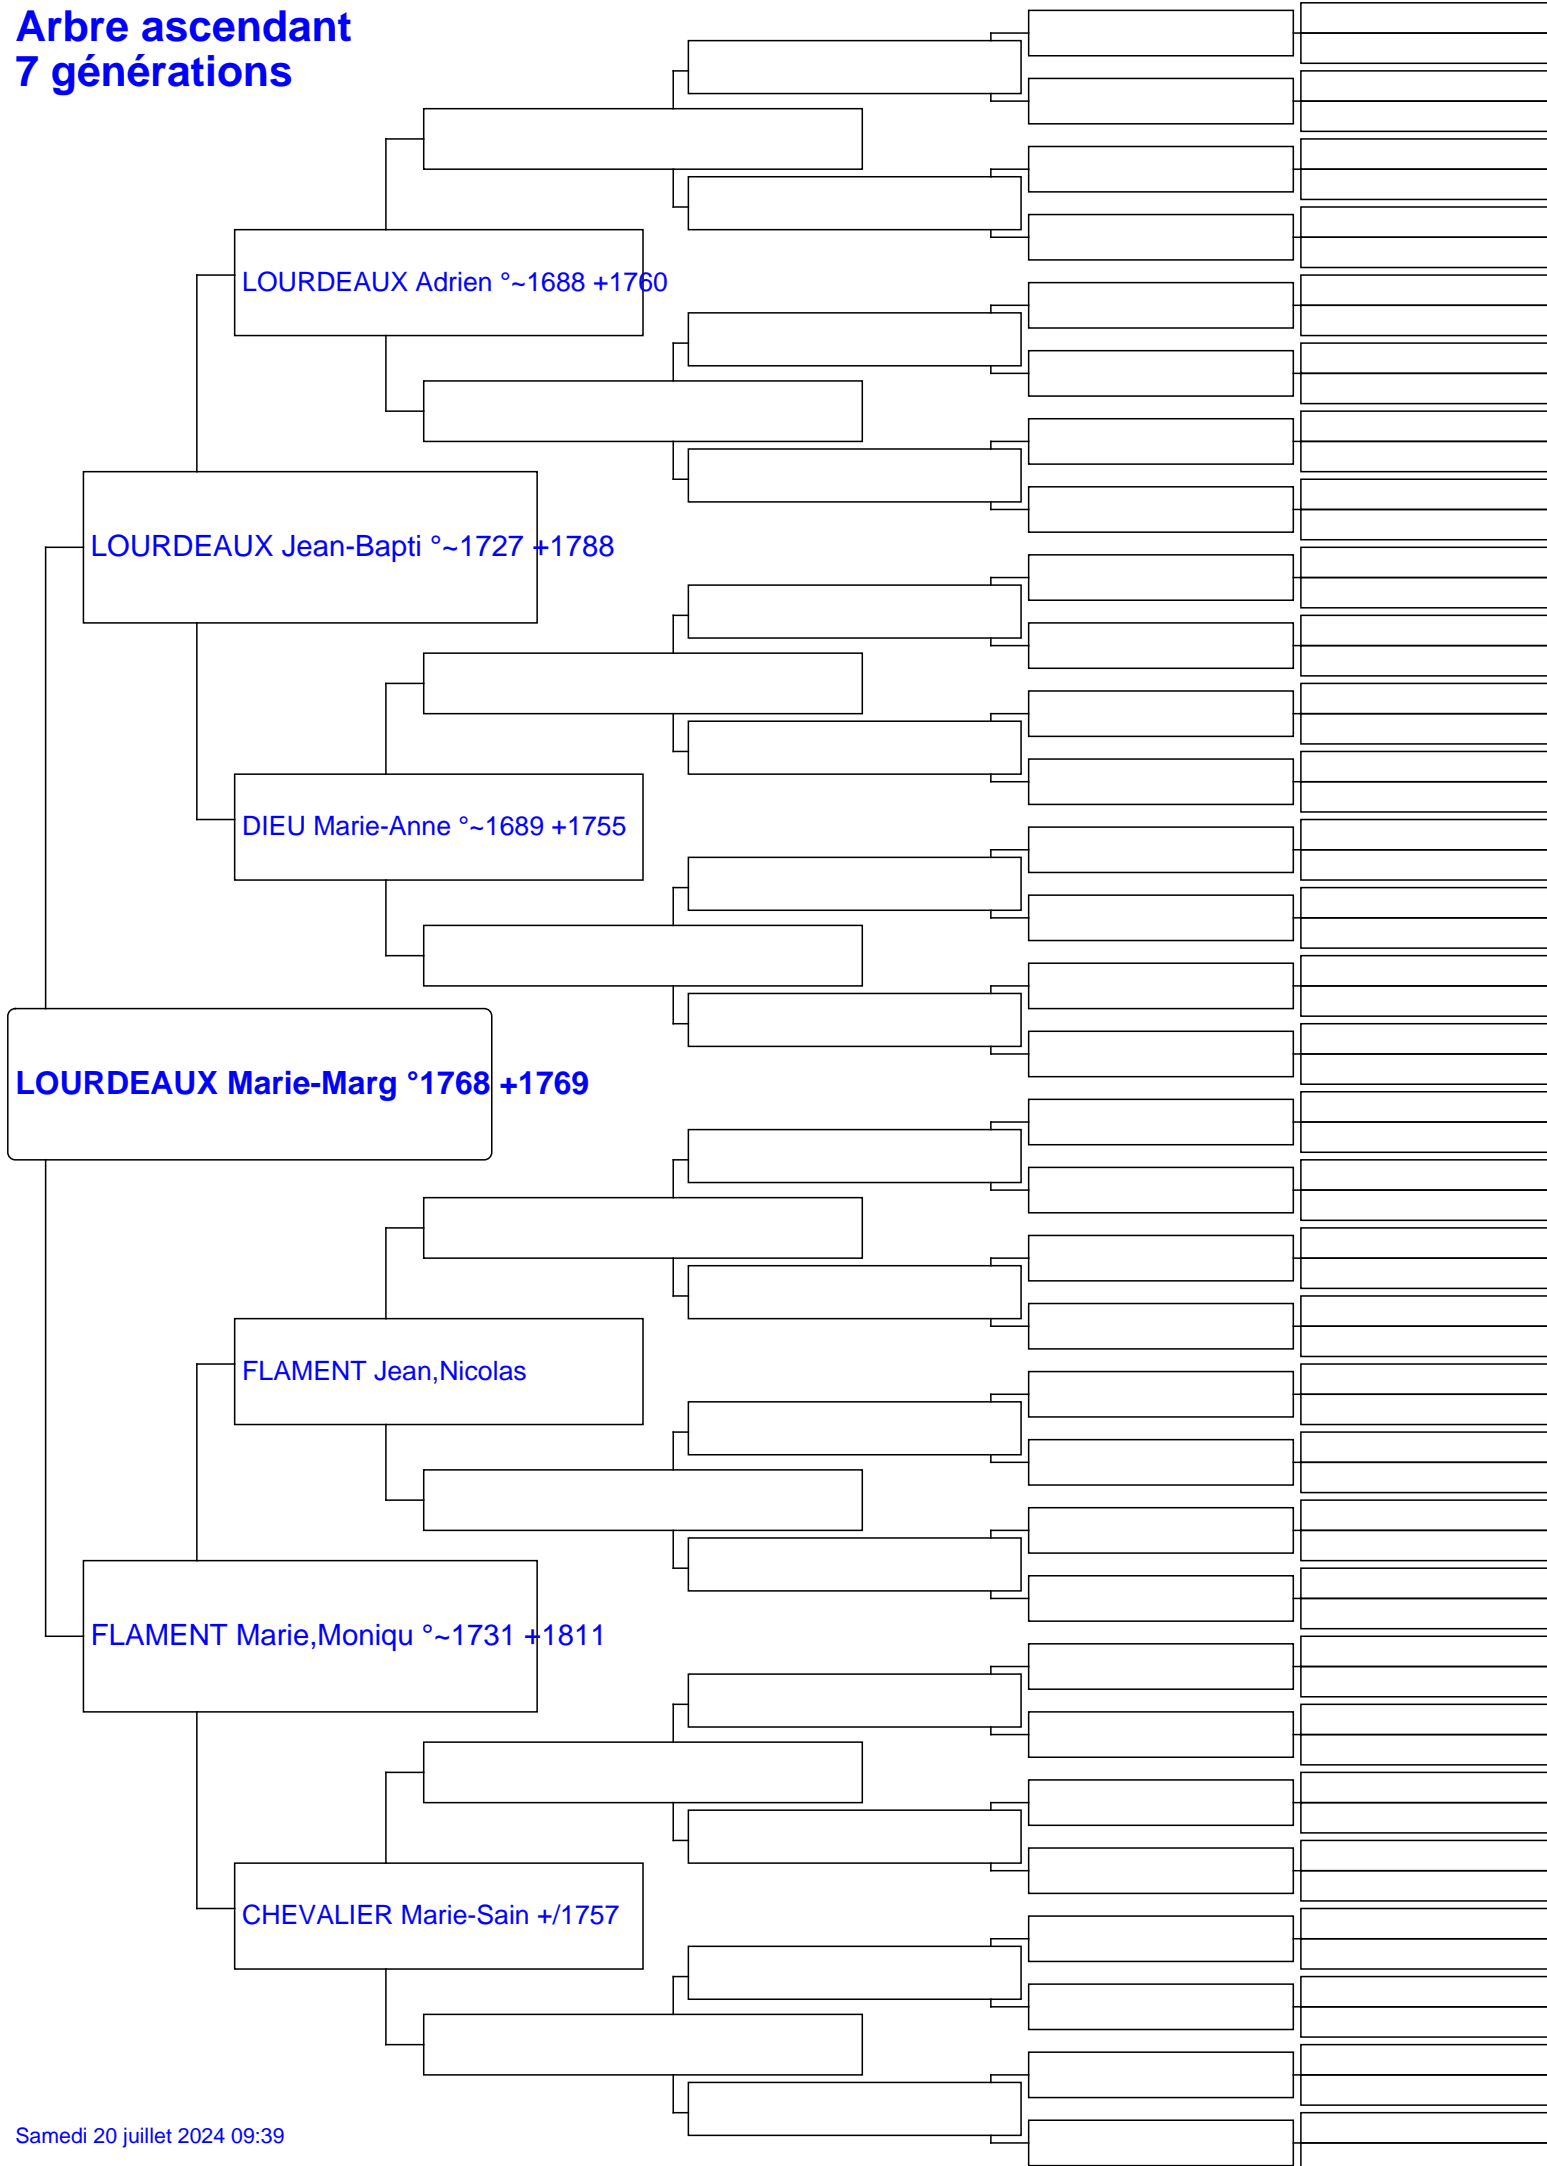 Arbre ascendant
7 générations
LOURDEAUX Adrien °~1688 +1760
LOURDEAUX Jean-Bapti °~1727 +1788
DIEU Marie-Anne °~1689 +1755
LOURDEAUX Marie-Marg °1768 +1769
FLAMENT Jean,Nicolas
FLAMENT Marie,Moniqu °~1731 +1811
CHEVALIER Marie-Sain +/1757
Samedi 20 juillet 2024 09:39